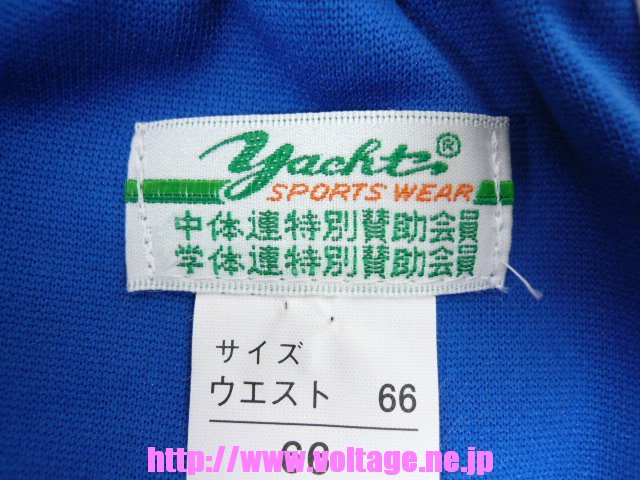 yacht ®
SPORTS WEAR
中体連特別賛助会員
学体連特別賛助会員
サイズ
ウエスト 66
66
http://www.voltage.ne.jp